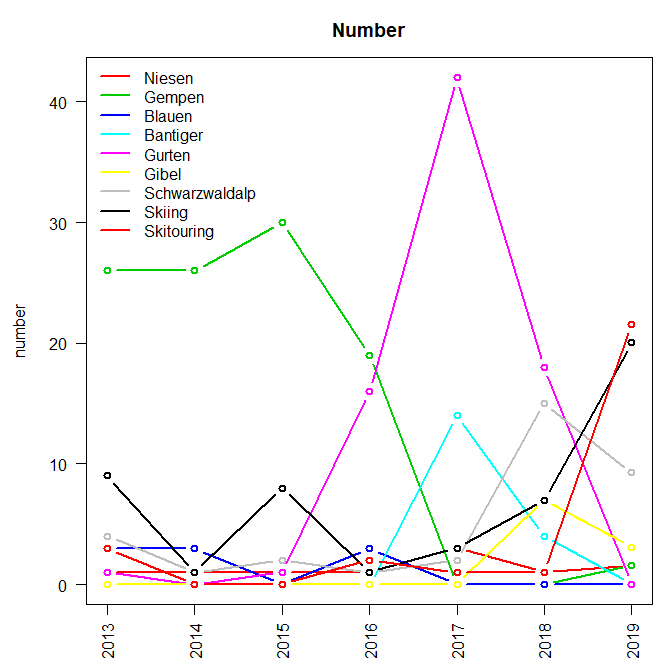 Number
Niesen
Gempen
Blauen
Bantiger
Gurten
Gibel
Schwarzwaldalp
Skiing
Skitouring
number
40
30
20
10
0
2013 2014 2015 2016 2017 2018 2019